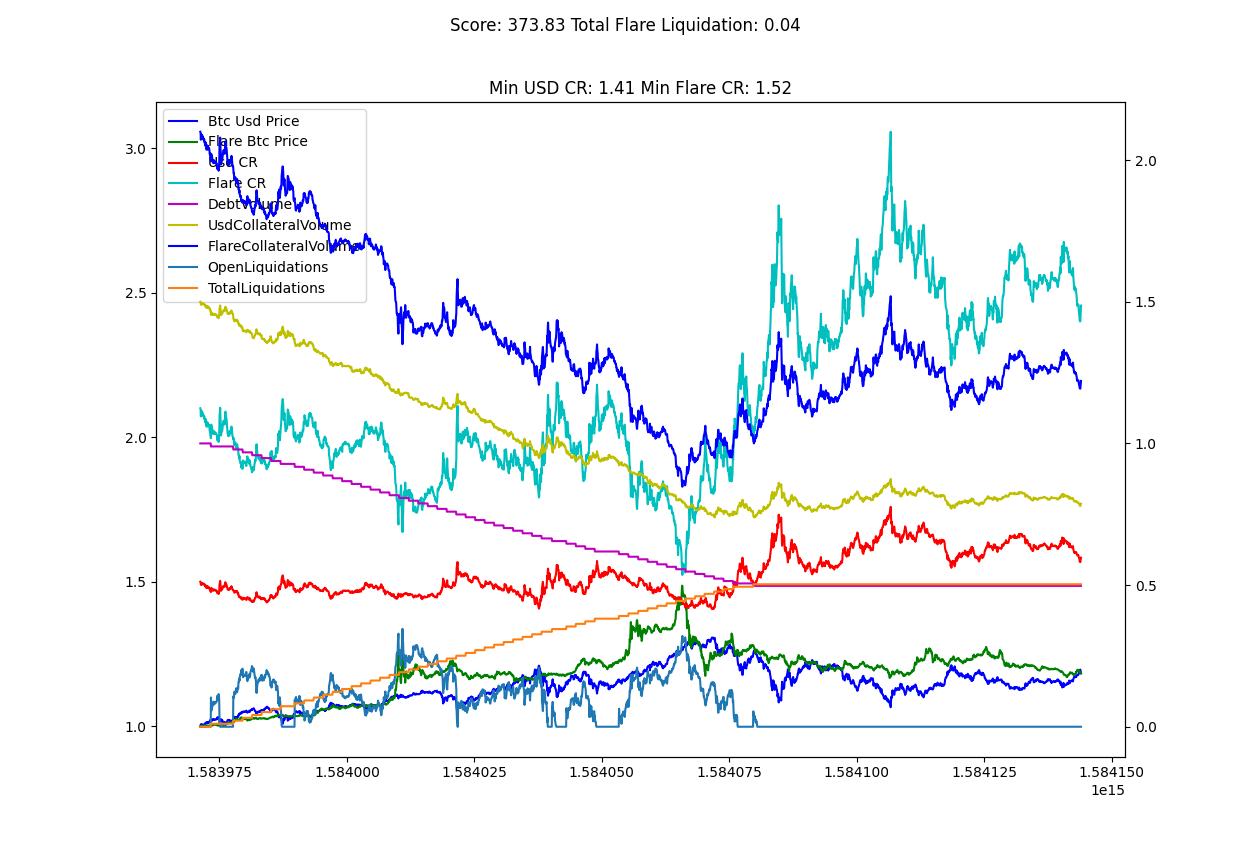 Score: 373.83 Total Flare Liquidation: 0.04
Min USD CR: 1.41 Min Flare CR: 1.52
Btc Usd Price
Flare Btc Price
Usd CR
Flare CR
DebtVolume
UsdCollateralVolume
FlareCollateralVolume
OpenLiquidations
TotalLiquidations
3.0
2.5
2.0
1.5
1.0
2.0
1.5
1.0
0.5
0.0
1.583975 1.584000 1.584025 1.584050 1.584075 1.584100 1.584125 1.584150
1e15